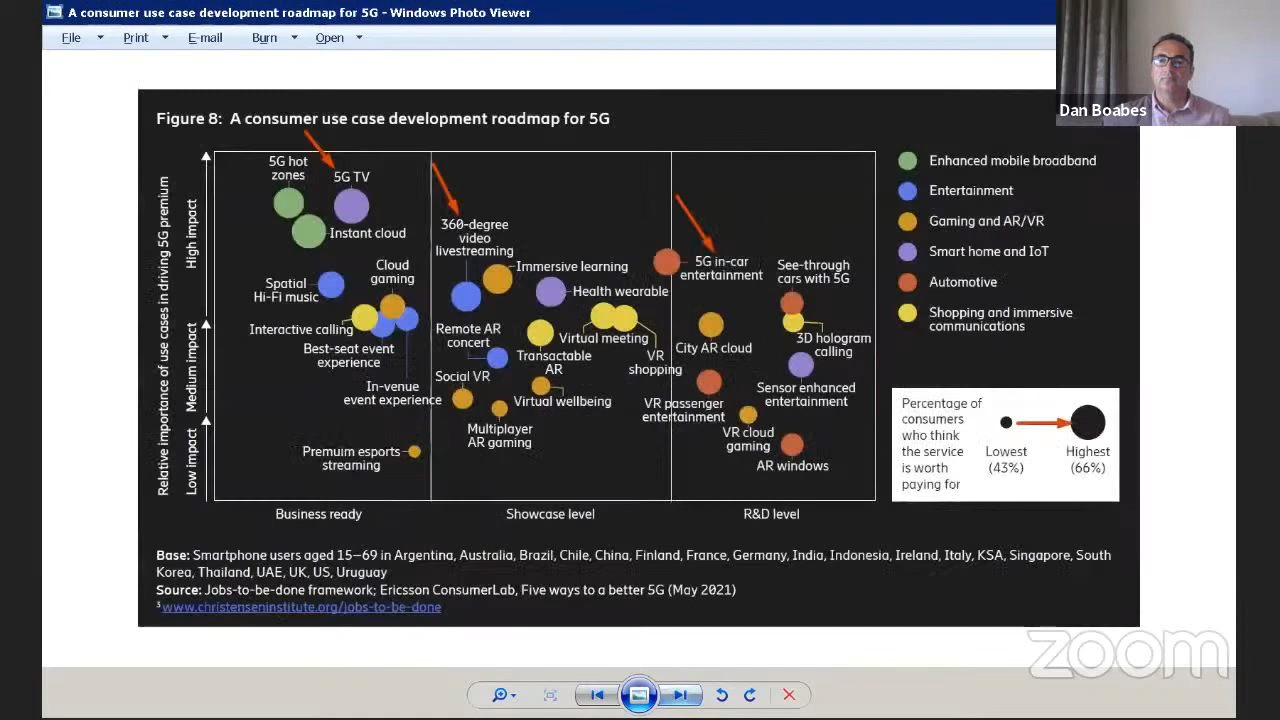 A consumer use case development roadmap for 5G - Windows Photo Viewer
File
Print
E-mail
Burn
Open
Dan Boabes
Figure 8: A consumer use case development roadmap for 5G
Relative importance of use cases in driving 5G premium
High impact
Medium impact
Low impact
5G hot
zones
5G TV
Instant cloud
Spatial
Hi-Fi music
Cloud
gaming
Interactive calling
Best-seat event
experience
In-venue
event experience
Premuim esports
streaming
360-degree
video
livestreaming
Immersive learning
Health wearable
Remote AR
concert
Virtual meeting
Transactable
AR
VR
shopping
Social VR
Virtual wellbeing
Multiplayer
AR gaming
5G in-car
entertainment
See-through
cars with 5G
City AR cloud
3D hologram
calling
VR passenger
entertainment
Sensor enhanced
entertainment
VR cloud
gaming
AR windows
Business ready
Showcase level
R&D level
Enhanced mobile broadband
Entertainment
Gaming and AR/VR
Smart home and IoT
Automotive
Shopping and immersive
communications
Percentage of
consumers
who think
the service
is worth
paying for
Lowest
(43%)
Highest
(66%)
Base: Smartphone users aged 15–69 in Argentina, Australia, Brazil, Chile, China, Finland, France, Germany, India, Indonesia, Ireland, Italy, KSA, Singapore, South
Korea, Thailand, UAE, UK, US, Uruguay
Source: Jobs-to-be-done framework; Ericsson ConsumerLab, Five ways to a better 5G (May 2021)
³ www.christenseninstitute.org/jobs-to-be-done
zoom